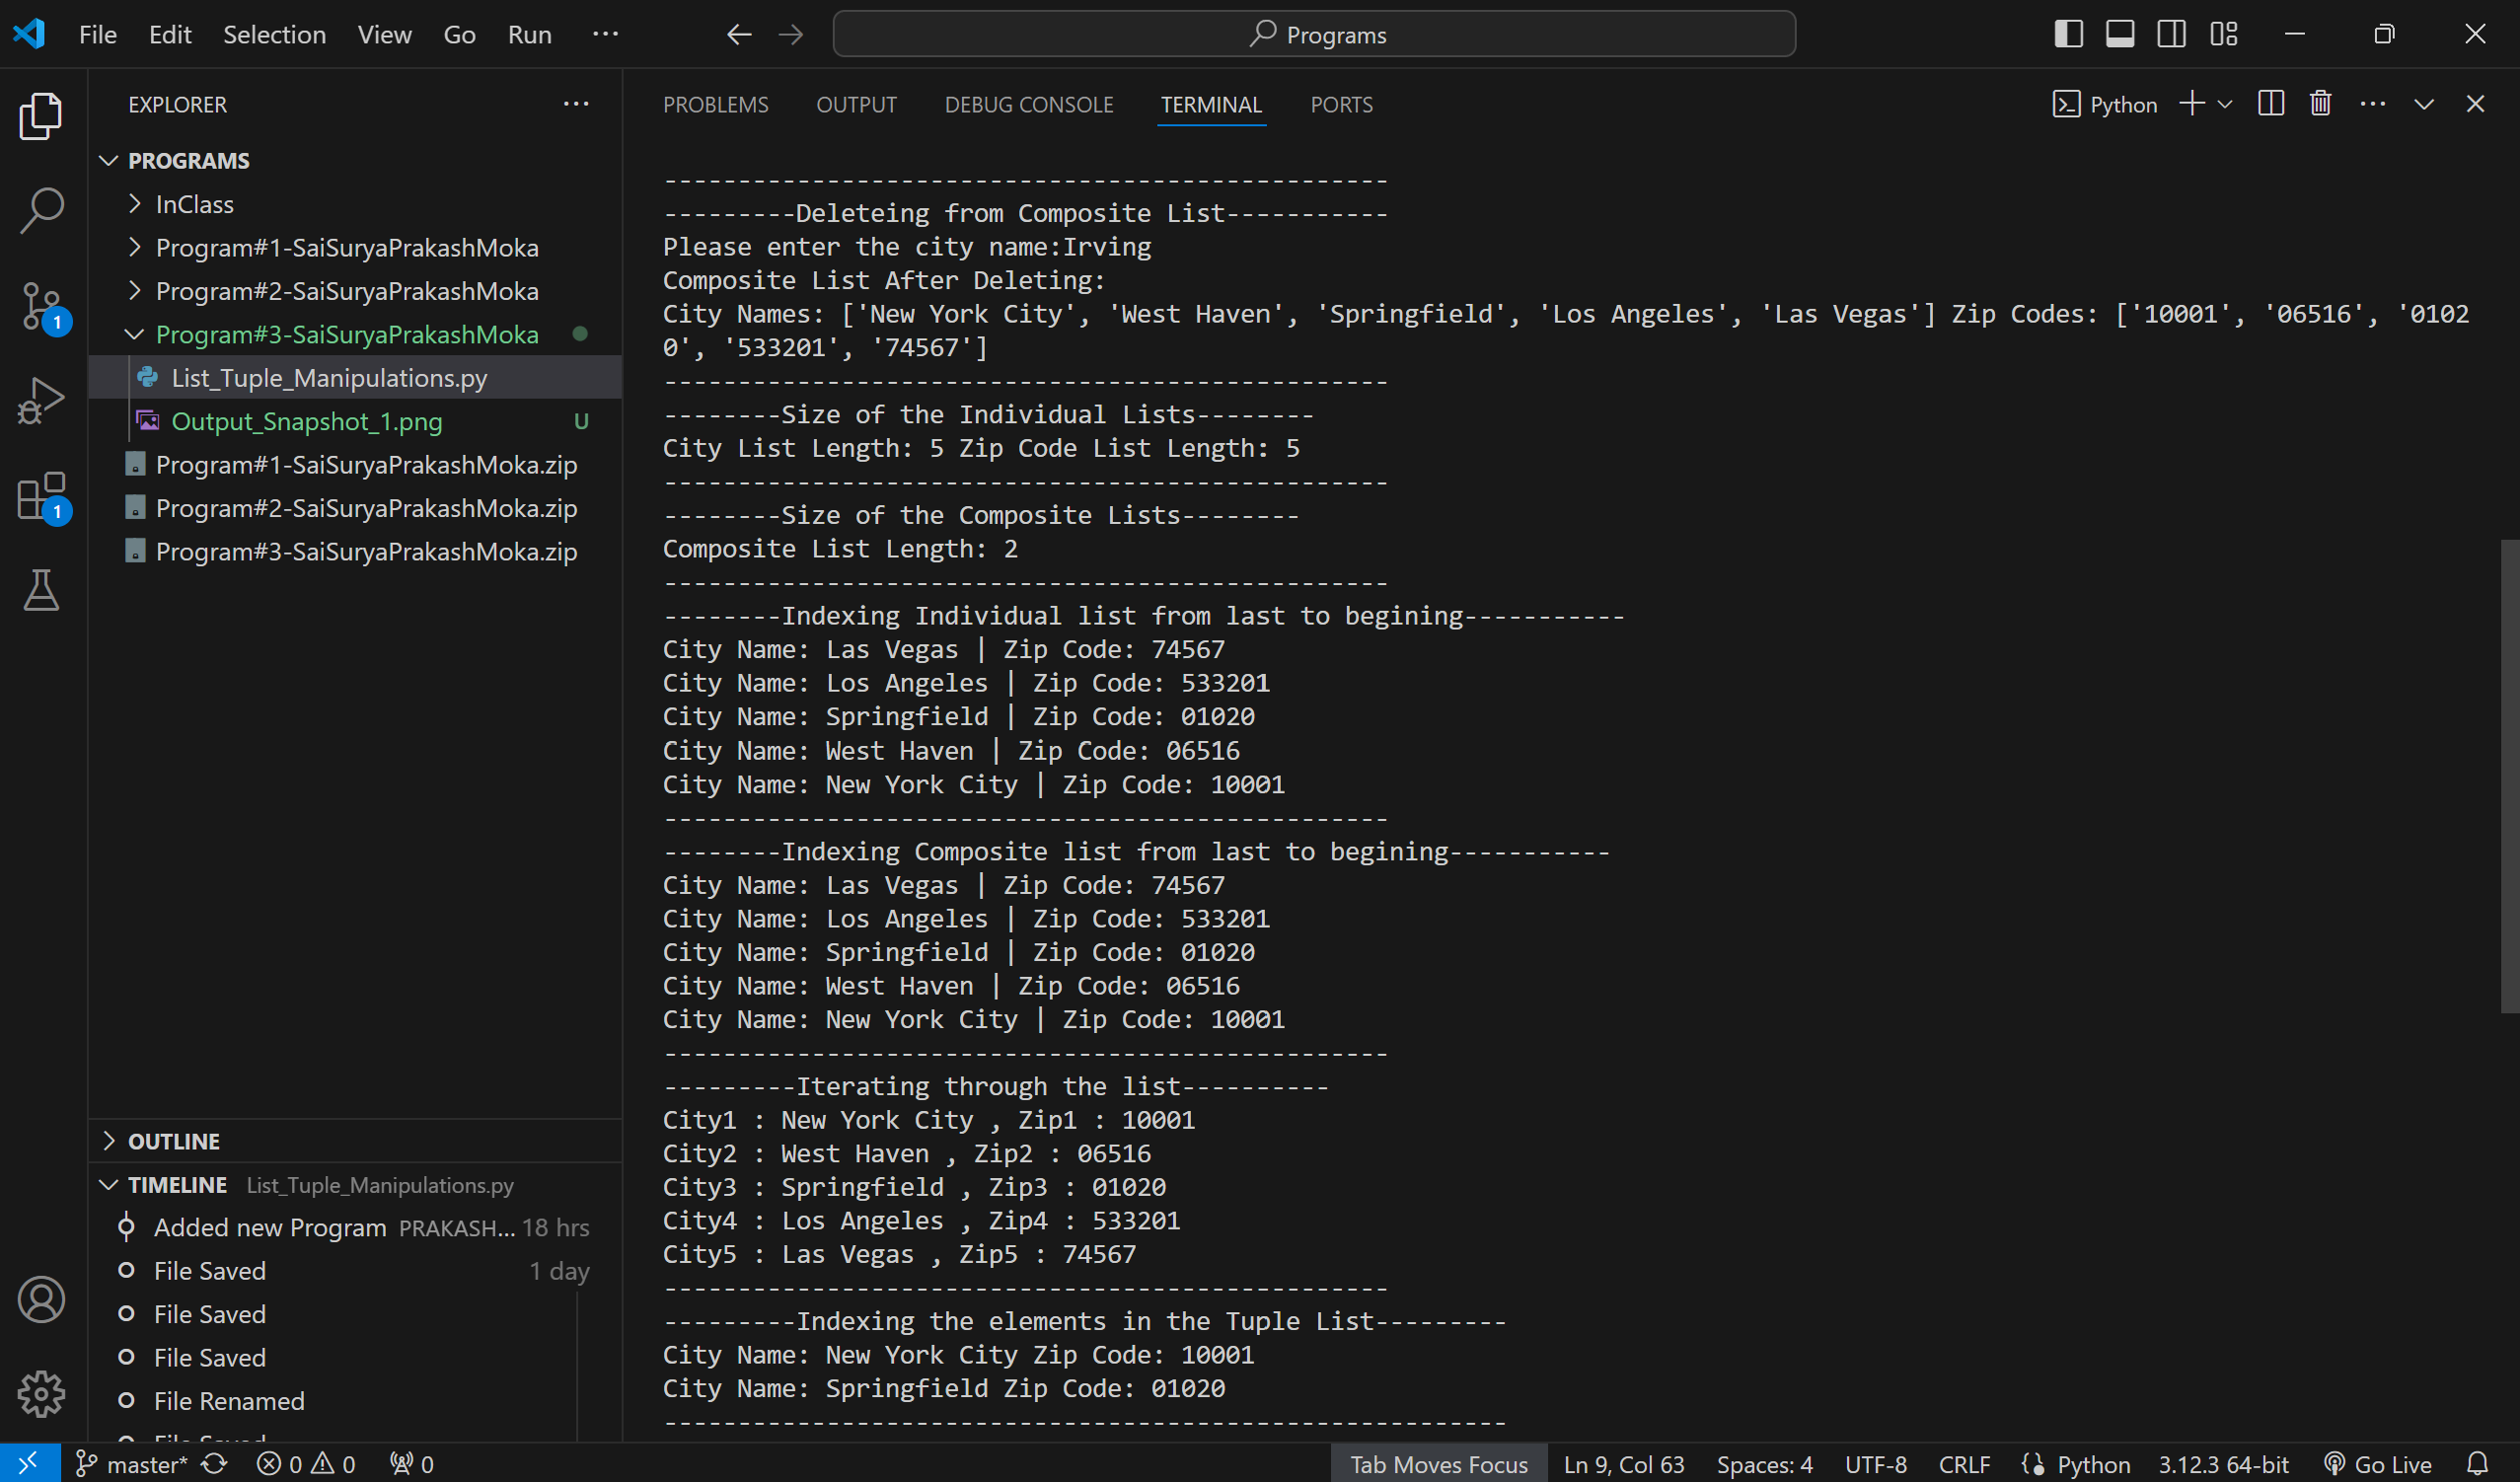 File Edit Selection View Go Run ···
Programs
EXPLORER ···
PROGRAMS
InClass
Program#1-SaiSuryaPrakashMoka
Program#2-SaiSuryaPrakashMoka
Program#3-SaiSuryaPrakashMoka
List_Tuple_Manipulations.py
Output_Snapshot_1.png U
Program#1-SaiSuryaPrakashMoka.zip
Program#2-SaiSuryaPrakashMoka.zip
Program#3-SaiSuryaPrakashMoka.zip
1
1
OUTLINE
TIMELINE List_Tuple_Manipulations.py
Added new Program PRAKASH... 18 hrs
File Saved 1 day
File Saved
File Saved
File Renamed
File Saved
PROBLEMS OUTPUT DEBUG CONSOLE TERMINAL PORTS
Python
-------------------------------------------------
---------Deleteing from Composite List-----------
Please enter the city name:Irving
Composite List After Deleting:
City Names: ['New York City', 'West Haven', 'Springfield', 'Los Angeles', 'Las Vegas'] Zip Codes: ['10001', '06516', '0102
0', '533201', '74567']
-------------------------------------------------
--------Size of the Individual Lists--------
City List Length: 5 Zip Code List Length: 5
-------------------------------------------------
--------Size of the Composite Lists--------
Composite List Length: 2
-------------------------------------------------
--------Indexing Individual list from last to begining-----------
City Name: Las Vegas | Zip Code: 74567
City Name: Los Angeles | Zip Code: 533201
City Name: Springfield | Zip Code: 01020
City Name: West Haven | Zip Code: 06516
City Name: New York City | Zip Code: 10001
-------------------------------------------------
--------Indexing Composite list from last to begining-----------
City Name: Las Vegas | Zip Code: 74567
City Name: Los Angeles | Zip Code: 533201
City Name: Springfield | Zip Code: 01020
City Name: West Haven | Zip Code: 06516
City Name: New York City | Zip Code: 10001
-------------------------------------------------
---------Iterating through the list----------
City1 : New York City , Zip1 : 10001
City2 : West Haven , Zip2 : 06516
City3 : Springfield , Zip3 : 01020
City4 : Los Angeles , Zip4 : 533201
City5 : Las Vegas , Zip5 : 74567
-------------------------------------------------
---------Indexing the elements in the Tuple List---------
City Name: New York City Zip Code: 10001
City Name: Springfield Zip Code: 01020
---------------------------------------------------------
master* 0 0 0 Tab Moves Focus Ln 9, Col 63 Spaces: 4 UTF-8 CRLF Python 3.12.3 64-bit Go Live